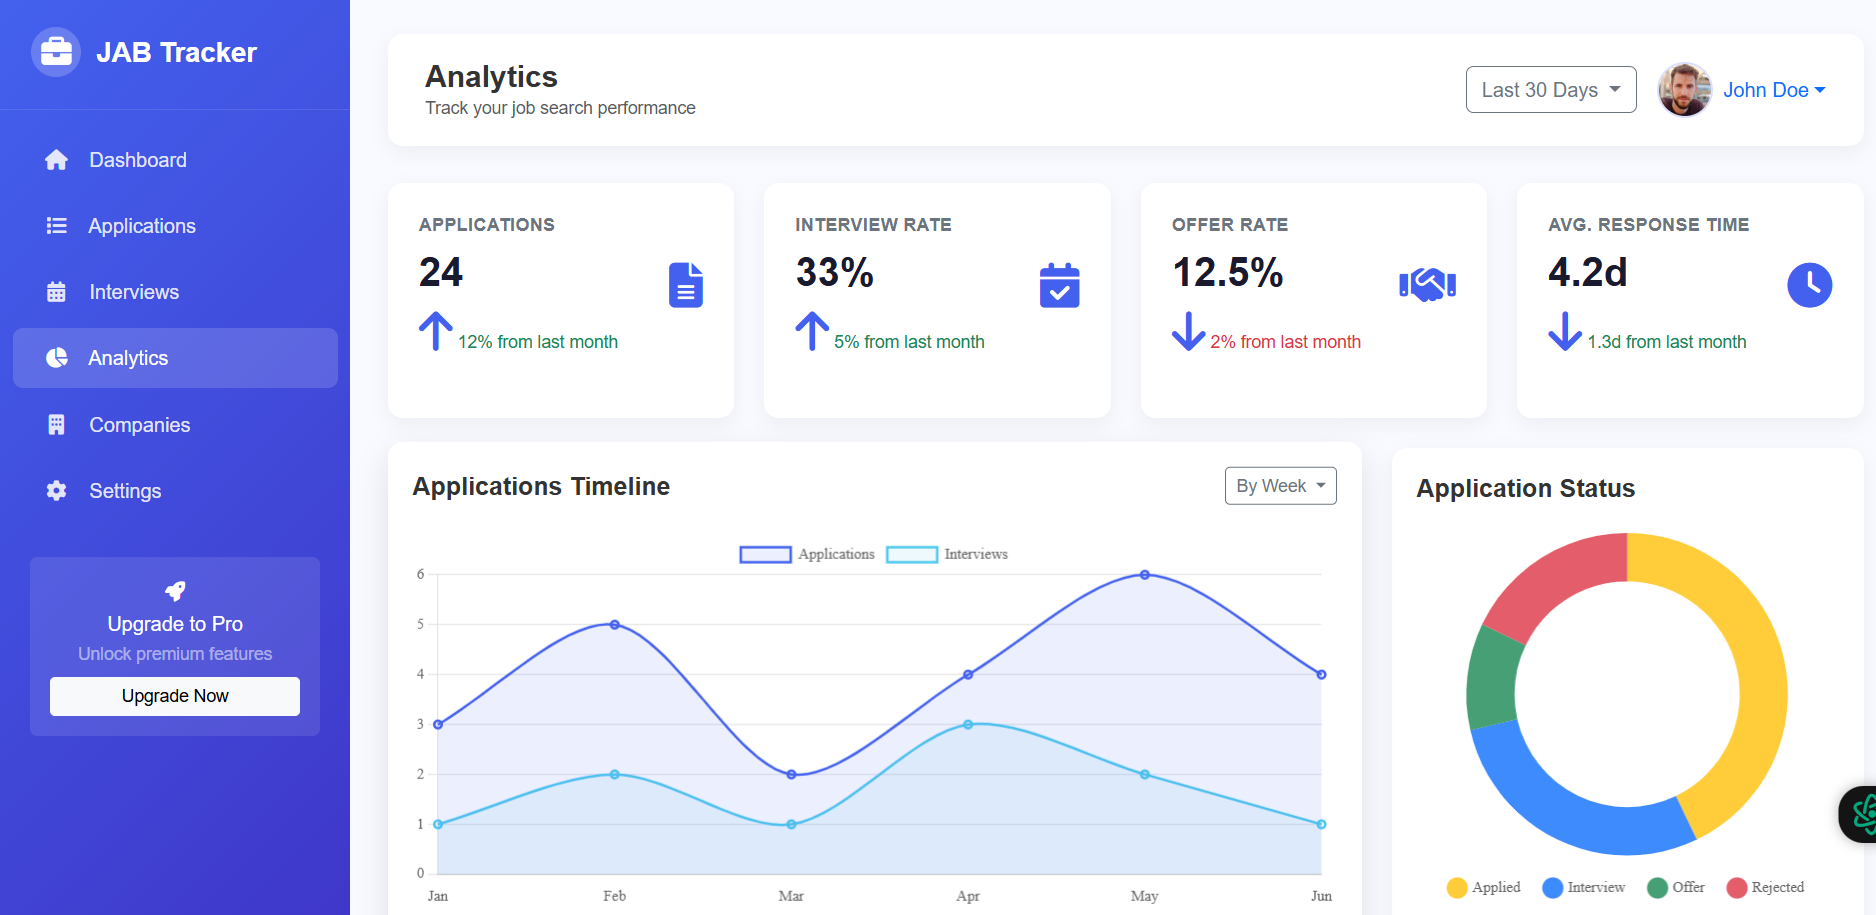 JAB Tracker
Dashboard
Applications
Interviews
Analytics
Companies
Settings
Upgrade to Pro
Unlock premium features
Upgrade Now
Analytics
Track your job search performance
Last 30 Days
John Doe
APPLICATIONS
24
12% from last month
INTERVIEW RATE
33%
5% from last month
OFFER RATE
12.5%
2% from last month
AVG. RESPONSE TIME
4.2d
1.3d from last month
Applications Timeline
By Week
Applications Interviews
6
5
4
3
2
1
0
Jan Feb Mar Apr May Jun
Application Status
Applied Interview Offer Rejected